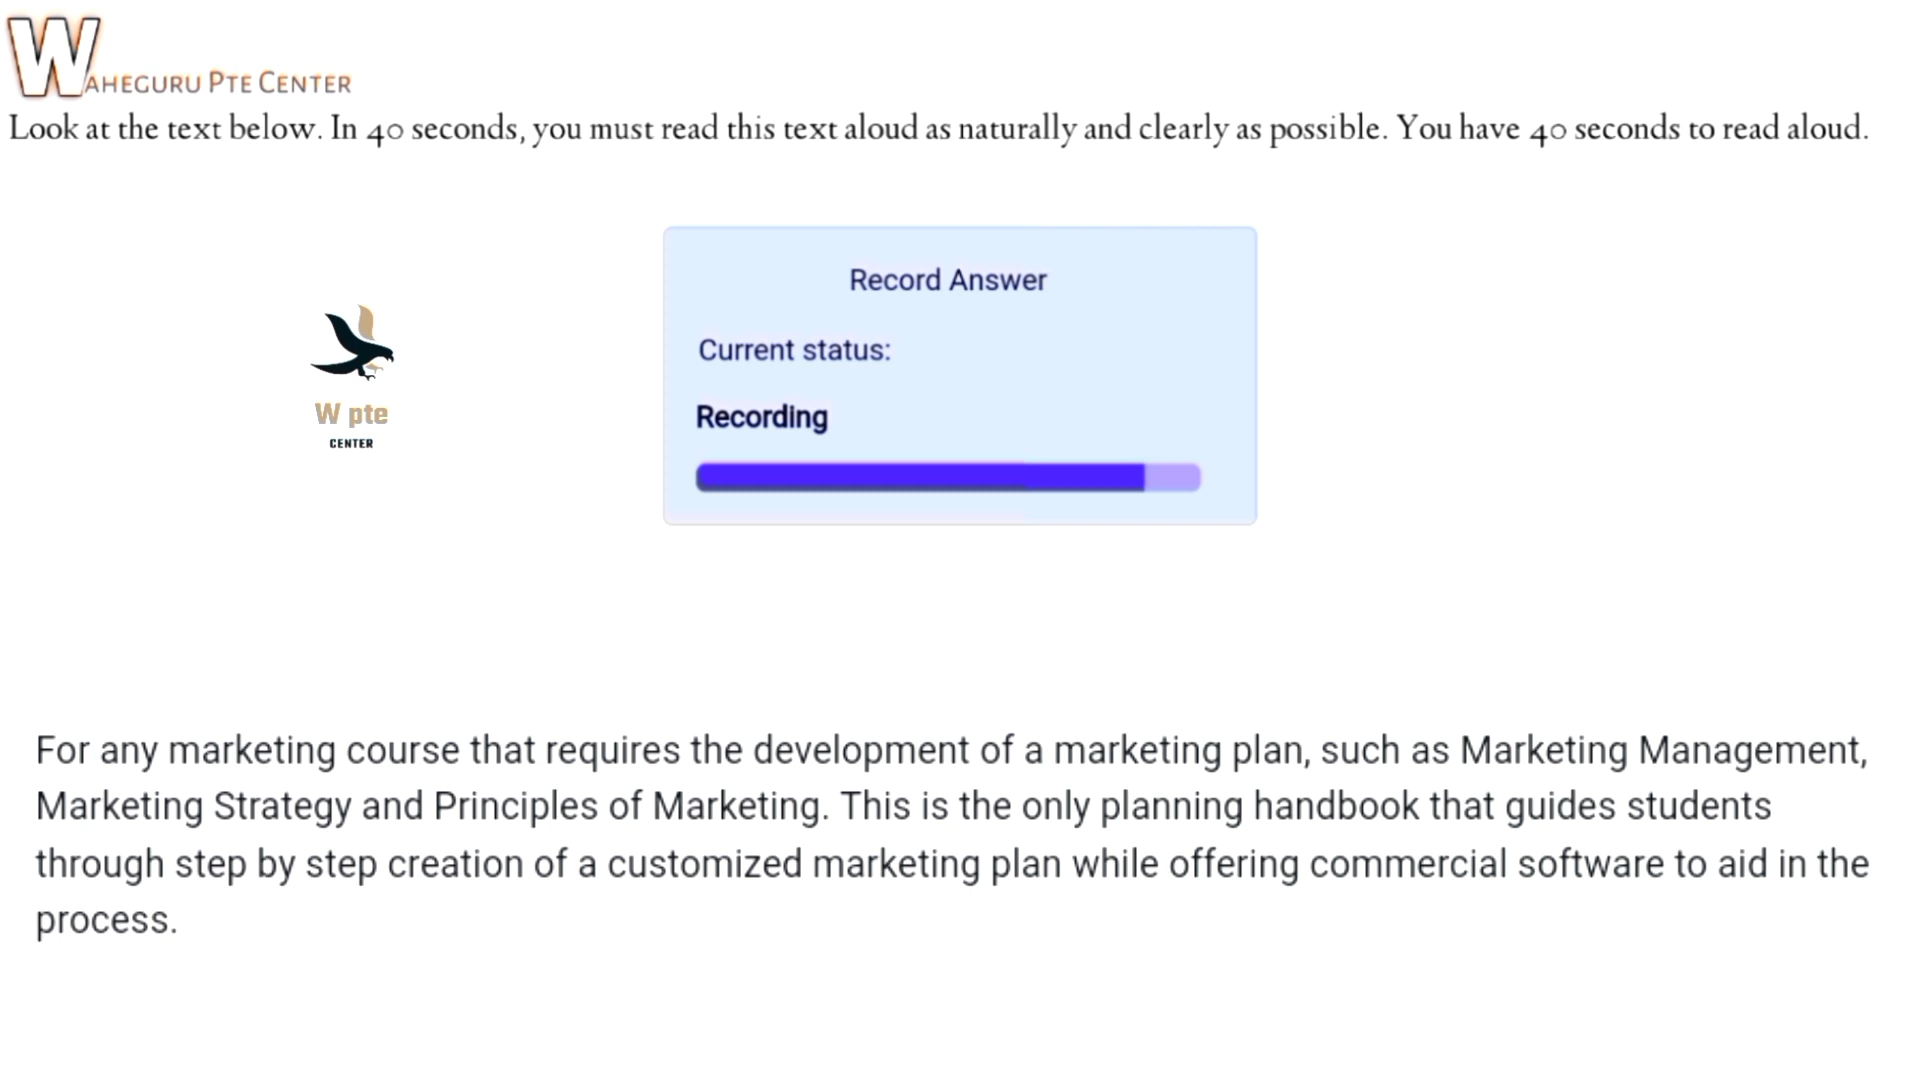 WAHEGURU PTE CENTER
Look at the text below. In 40 seconds, you must read this text aloud as naturally and clearly as possible. You have 40 seconds to read aloud.
Record Answer
Current status:
Recording
W pte
CENTER
For any marketing course that requires the development of a marketing plan, such as Marketing Management,
Marketing Strategy and Principles of Marketing. This is the only planning handbook that guides students
through step by step creation of a customized marketing plan while offering commercial software to aid in the
process.